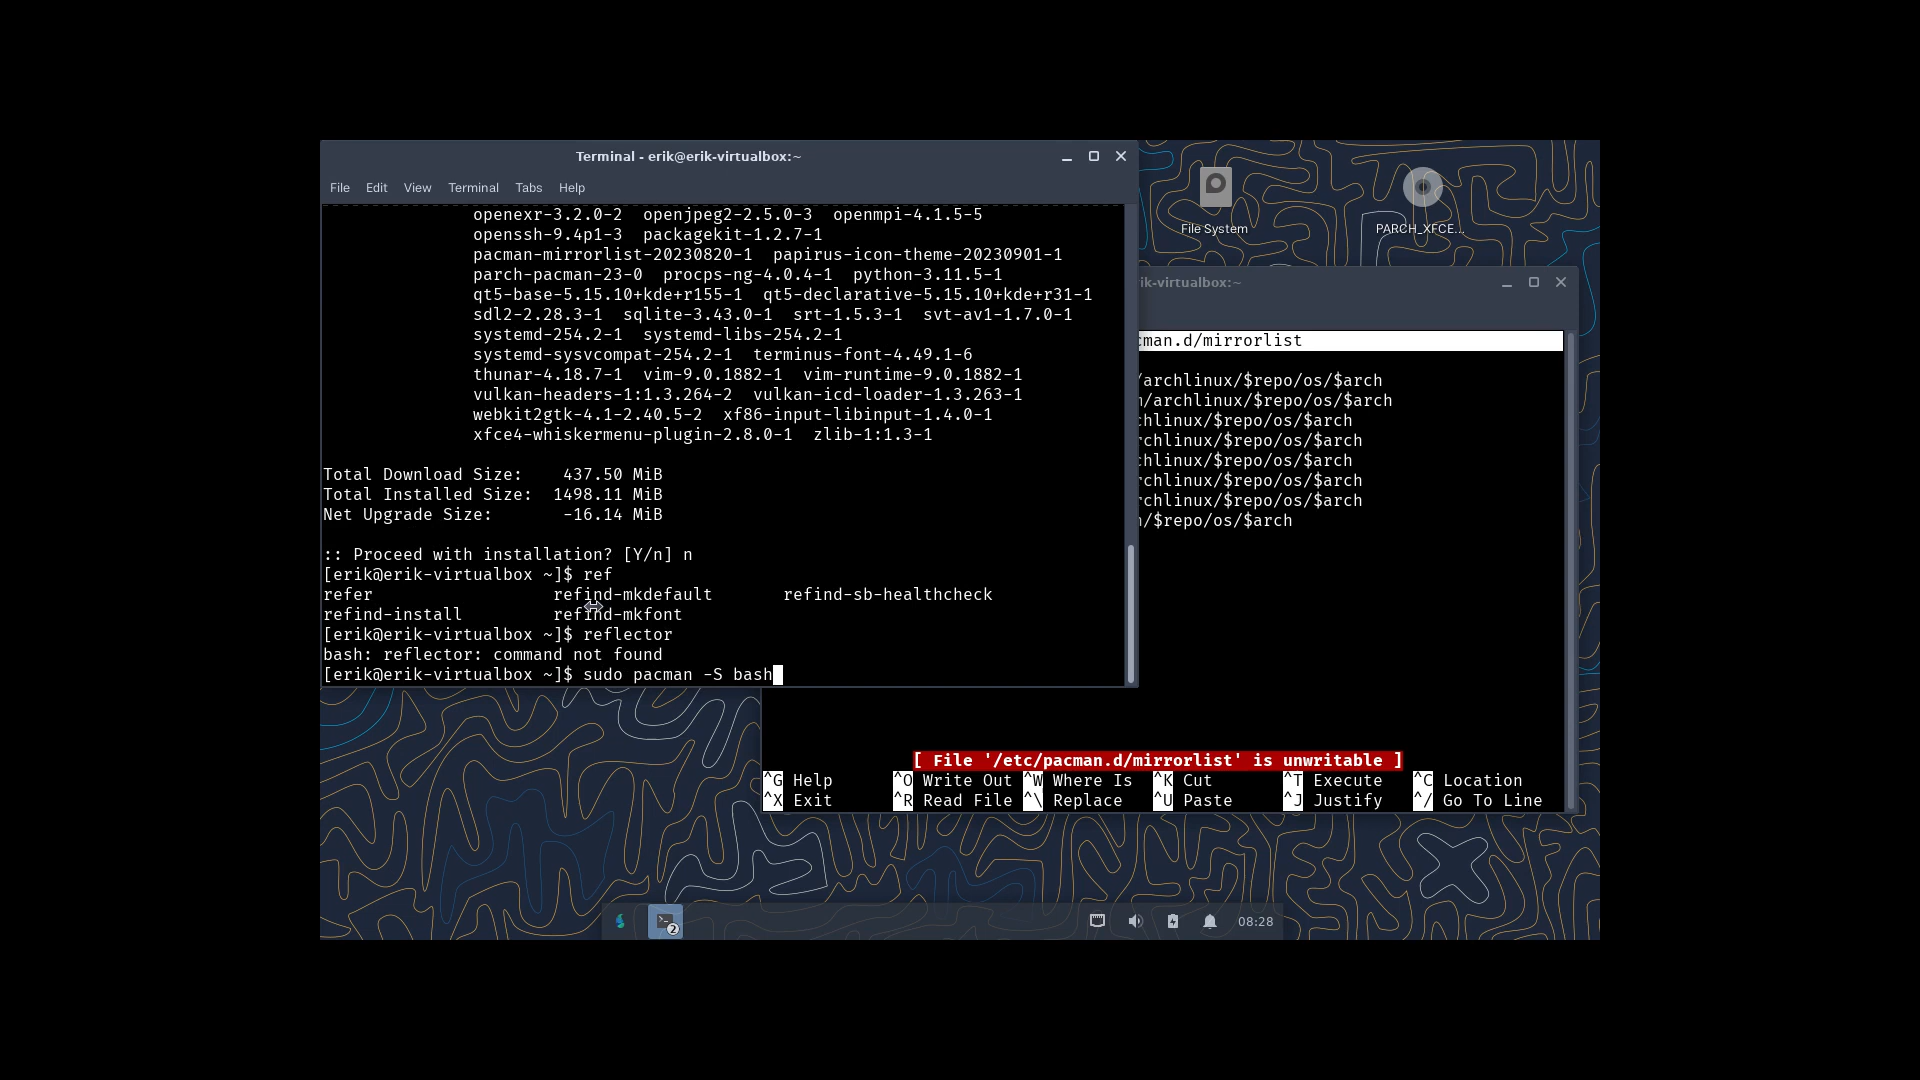 Terminal - erik@erik-virtualbox:~
File Edit View Terminal Tabs Help
openexr-3.2.0-2 openjpeg2-2.5.0-3 openmpi-4.1.5-5
openssh-9.4p1-3 packagekit-1.2.7-1
pacman-mirrorlist-20230820-1 papirus-icon-theme-20230901-1
parch-pacman-23-0 procps-ng-4.0.4-1 python-3.11.5-1
qt5-base-5.15.10+kde+r155-1 qt5-declarative-5.15.10+kde+r31-1
sdl2-2.28.3-1 sqlite-3.43.0-1 srt-1.5.3-1 svt-av1-1.7.0-1
systemd-254.2-1 systemd-libs-254.2-1
systemd-sysvcompat-254.2-1 terminus-font-4.49.1-6
thunar-4.18.7-1 vim-9.0.1882-1 vim-runtime-9.0.1882-1
vulkan-headers-1:1.3.264-2 vulkan-icd-loader-1.3.263-1
webkit2gtk-4.1-2.40.5-2 xf86-input-libinput-1.4.0-1
xfce4-whiskermenu-plugin-2.8.0-1 zlib-1:1.3-1
Total Download Size: 437.50 MiB
Total Installed Size: 1498.11 MiB
Net Upgrade Size: -16.14 MiB
:: Proceed with installation? [Y/n] n
[erik@erik-virtualbox ~]$ ref
refer refind-mkdefault refind-sb-healthcheck
refind-install refind-mkfont
[erik@erik-virtualbox ~]$ reflector
bash: reflector: command not found
[erik@erik-virtualbox ~]$ sudo pacman -S bash
File System
PARCH_XFCE...
ik-virtualbox:~
cman.d/mirrorlist
/archlinux/$repo/os/$arch
/archlinux/$repo/os/$arch
chlinux/$repo/os/$arch
rchlinux/$repo/os/$arch
chlinux/$repo/os/$arch
rchlinux/$repo/os/$arch
rchlinux/$repo/os/$arch
/$repo/os/$arch
[ File '/etc/pacman.d/mirrorlist' is unwritable ]
^G Help ^O Write Out ^W Where Is ^K Cut ^T Execute ^C Location
^X Exit ^R Read File ^\ Replace ^U Paste ^J Justify ^/ Go To Line
2
08:28